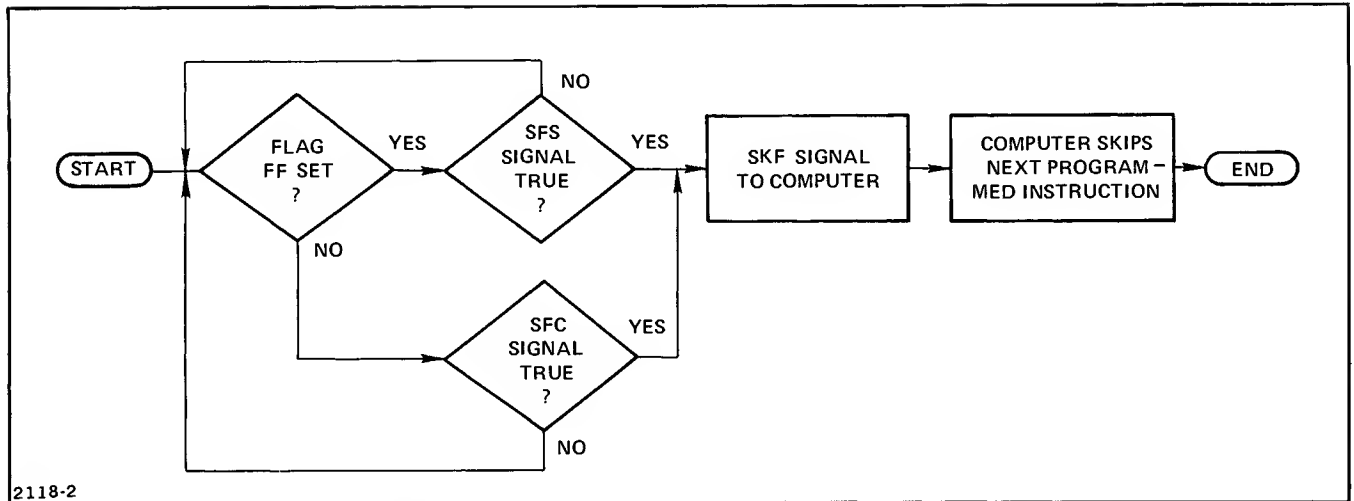 START
FLAG
FF SET
?
YES
NO
SFS
SIGNAL
TRUE
?
NO
YES
SFC
SIGNAL
TRUE
?
YES
NO
SKF SIGNAL
TO COMPUTER
COMPUTER SKIPS
NEXT PROGRAM-
MED INSTRUCTION
END
2118-2